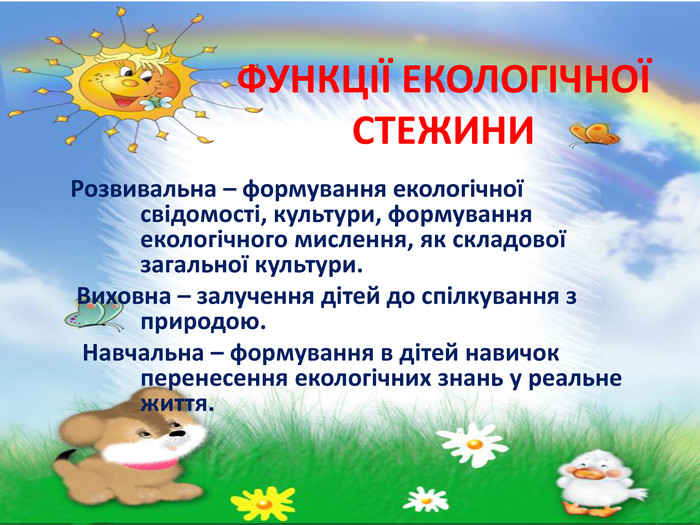 ФУНКЦІЇ ЕКОЛОГІЧНОЇ
СТЕЖИНИ
Розвивальна – формування екологічної
свідомості, культури, формування
екологічного мислення, як складової
загальної культури.
Виховна – залучення дітей до спілкування з
природою.
Навчальна – формування в дітей навичок
перенесення екологічних знань у реальне
життя.